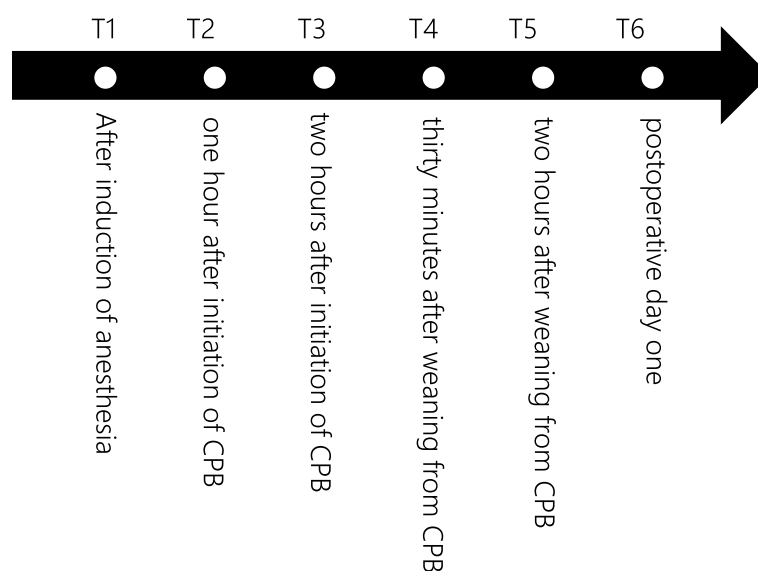 T1
T2
T3
T4
T5
T6
After induction of anesthesia
one hour after initiation of CPB
two hours after initiation of CPB
thirty minutes after weaning from CPB
two hours after weaning from CPB
postoperative day one